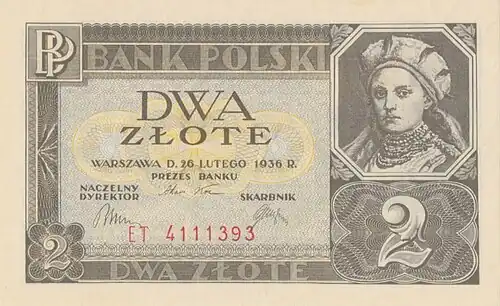 BP BANK POLSKI
DWA
ZŁOTE
WARSZAWA D. 26 LUTEGO 1936 R.
PREZES BANKU
NACZELNY
DYREKTOR
SKARBNIK
ET 4111393
2
2
DWA ZŁOTE